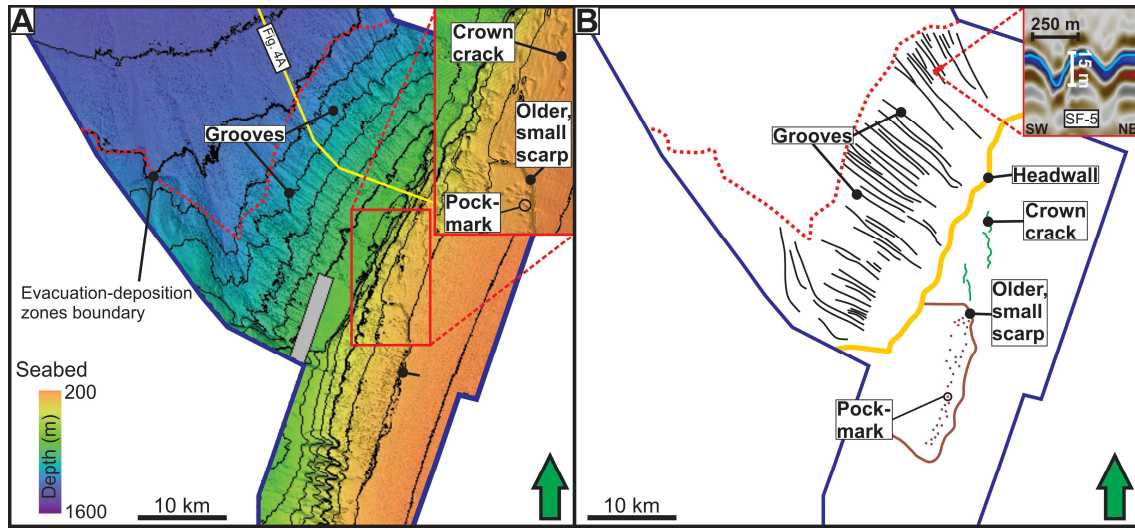 A
Fig. 4A
Crown
crack
Older,
small
scarp
Pock-
mark
Grooves
Evacuation-deposition
zones boundary
Seabed
200
Depth (m)
1600
10 km
B
250 m
15 m
SF-5
SW
NE
Grooves
Headwall
Crown
crack
Older,
small
scarp
Pock-
mark
10 km